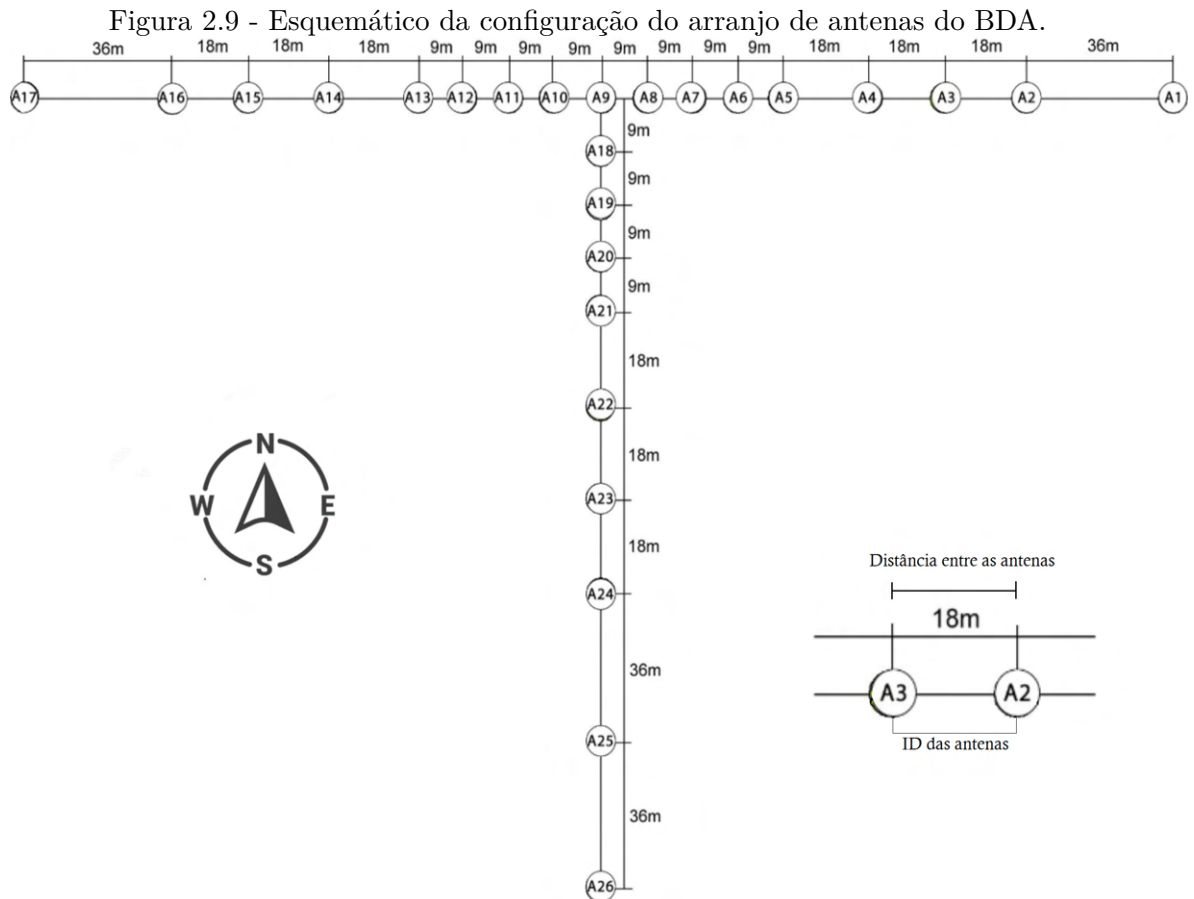 Figura 2.9 - Esquemático da configuração do arranjo de antenas do BDA.
36m 18m 18m 18m 9m 9m 9m 9m 9m 9m 9m 9m 18m 18m 18m 36m
A17 A16 A15 A14 A13 A12 A11 A10 A9 A8 A7 A6 A5 A4 A3 A2 A1
9m
A18
9m
A19
9m
A20
9m
A21
18m
A22
18m
A23
18m
A24
36m
A25
36m
A26
N
W E
S
Distância entre as antenas
18m
A3 A2
ID das antenas